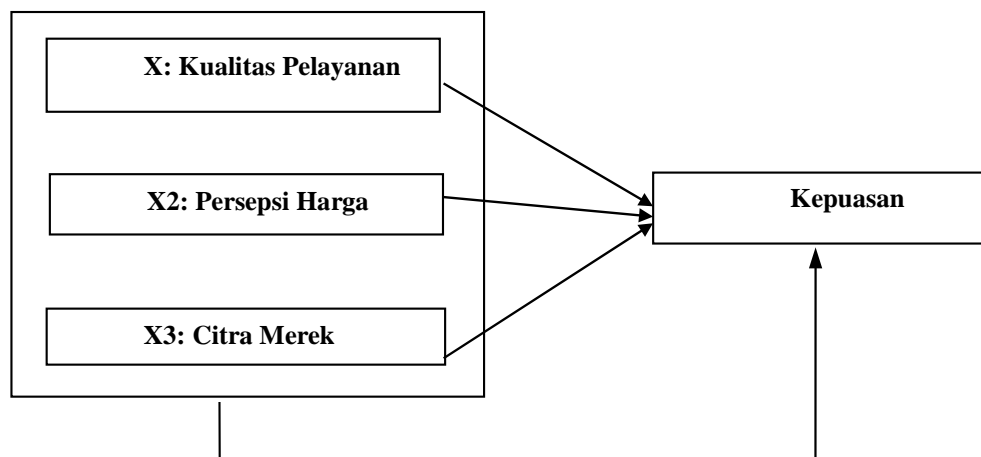 X: Kualitas Pelayanan
X2: Persepsi Harga
Kepuasan
X3: Citra Merek